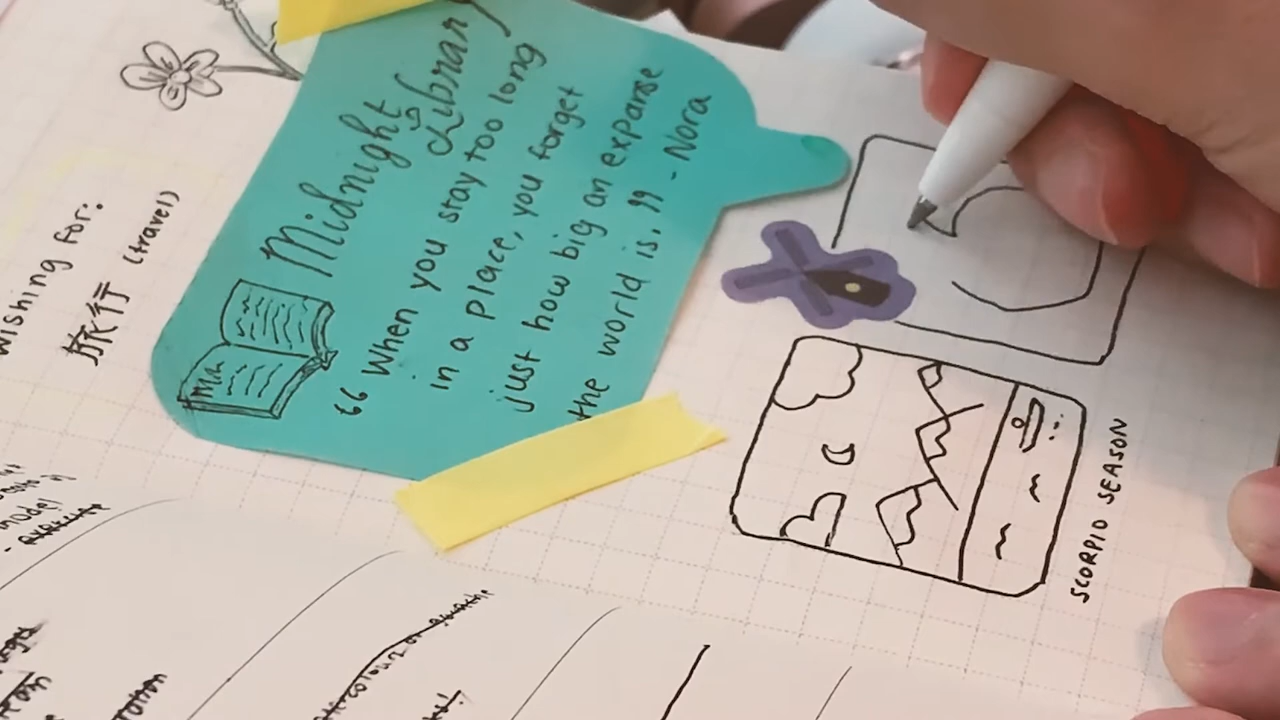 wishing for:
旅行 (travel)
Midnight
Library
“ When you stay too long
in a place, you forget
just how big an expanse
the world is. ” - Nora
SCORPIO SEASON
model